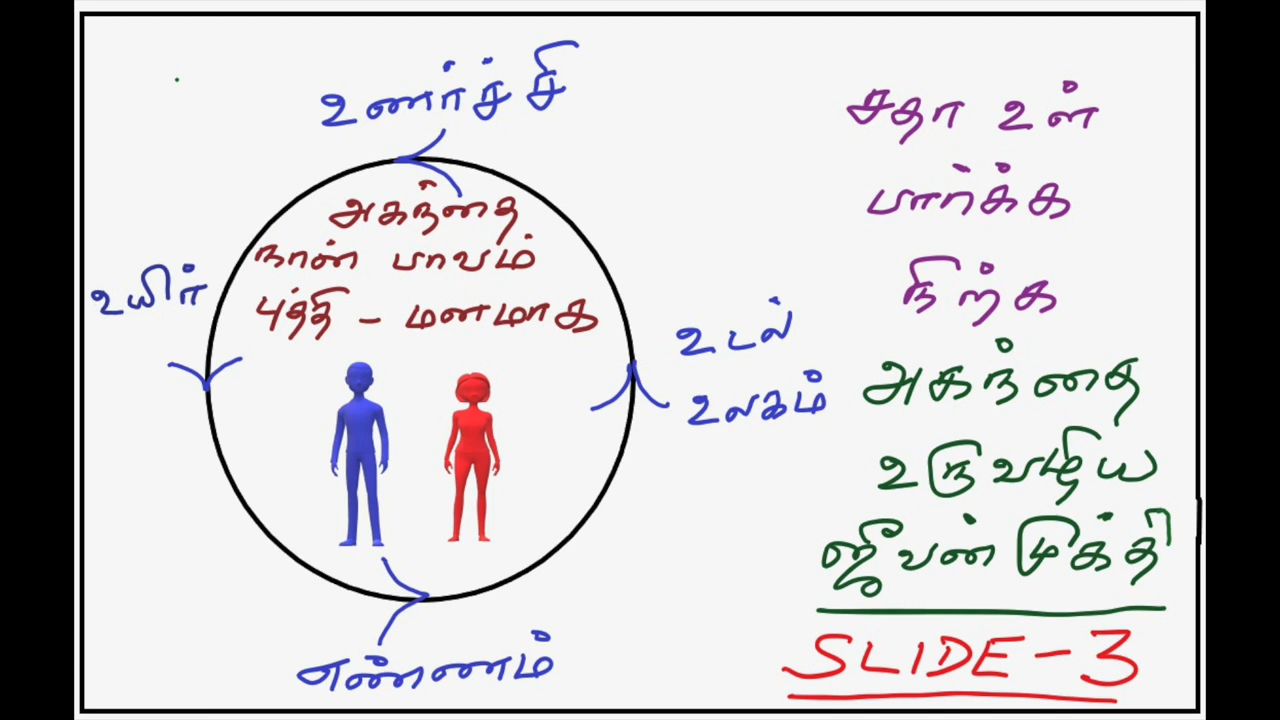 உணர்ச்சி
அகந்தை
நான் பாவம்
புத்தி - மனமாக
உயிர்
உடல்
உலகம்
எண்ணம்
சதா உள்
பார்க்க
நிற்க
அகந்தை
உருவழிய
ஜீவன் முக்தி
SLIDE-3